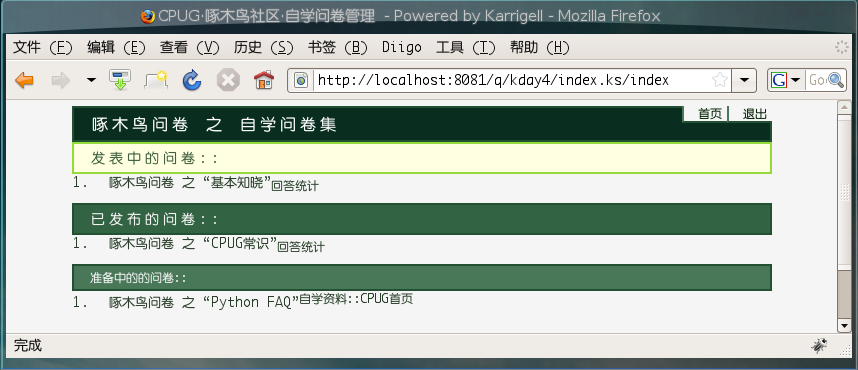 CPUG·啄木鸟社区·自学问卷管理 - Powered by Karrigell - Mozilla Firefox
文件 (F) 编辑 (E) 查看 (V) 历史 (S) 书签 (B) Diigo 工具 (T) 帮助 (H)
http://localhost:8081/q/kday4/index.ks/index Goo
首页 退出
啄木鸟问卷 之 自学问卷集
发表中的问卷::
1. 啄木鸟问卷 之 “基本知晓”回答统计
已发布的问卷::
1. 啄木鸟问卷 之 “CPUG常识”回答统计
准备中的的问卷::
1. 啄木鸟问卷 之 “Python FAQ”自学资料::CPUG首页
完成